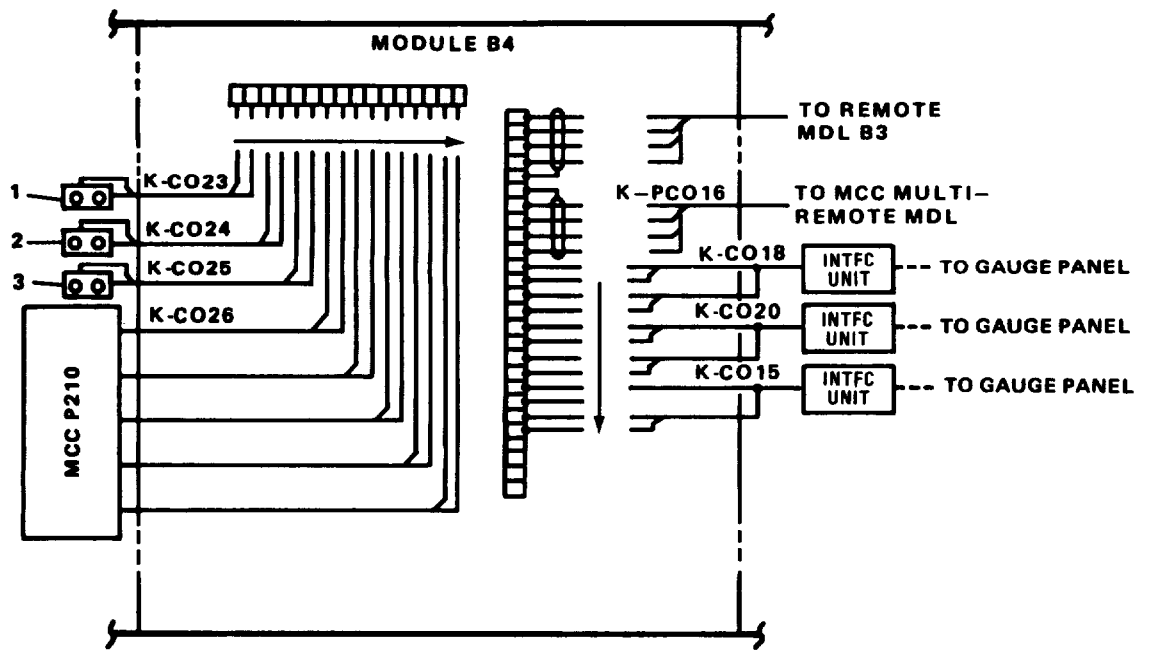 MODULE B4
TO REMOTE
MDL B3
1
K-CO23
K-PCO16
TO MCC MULTI-
REMOTE MDL
2
K-CO24
K-CO18
INTFC
UNIT
TO GAUGE PANEL
3
K-CO25
K-CO26
K-CO20
INTFC
UNIT
TO GAUGE PANEL
MCC P210
K-CO15
INTFC
UNIT
TO GAUGE PANEL